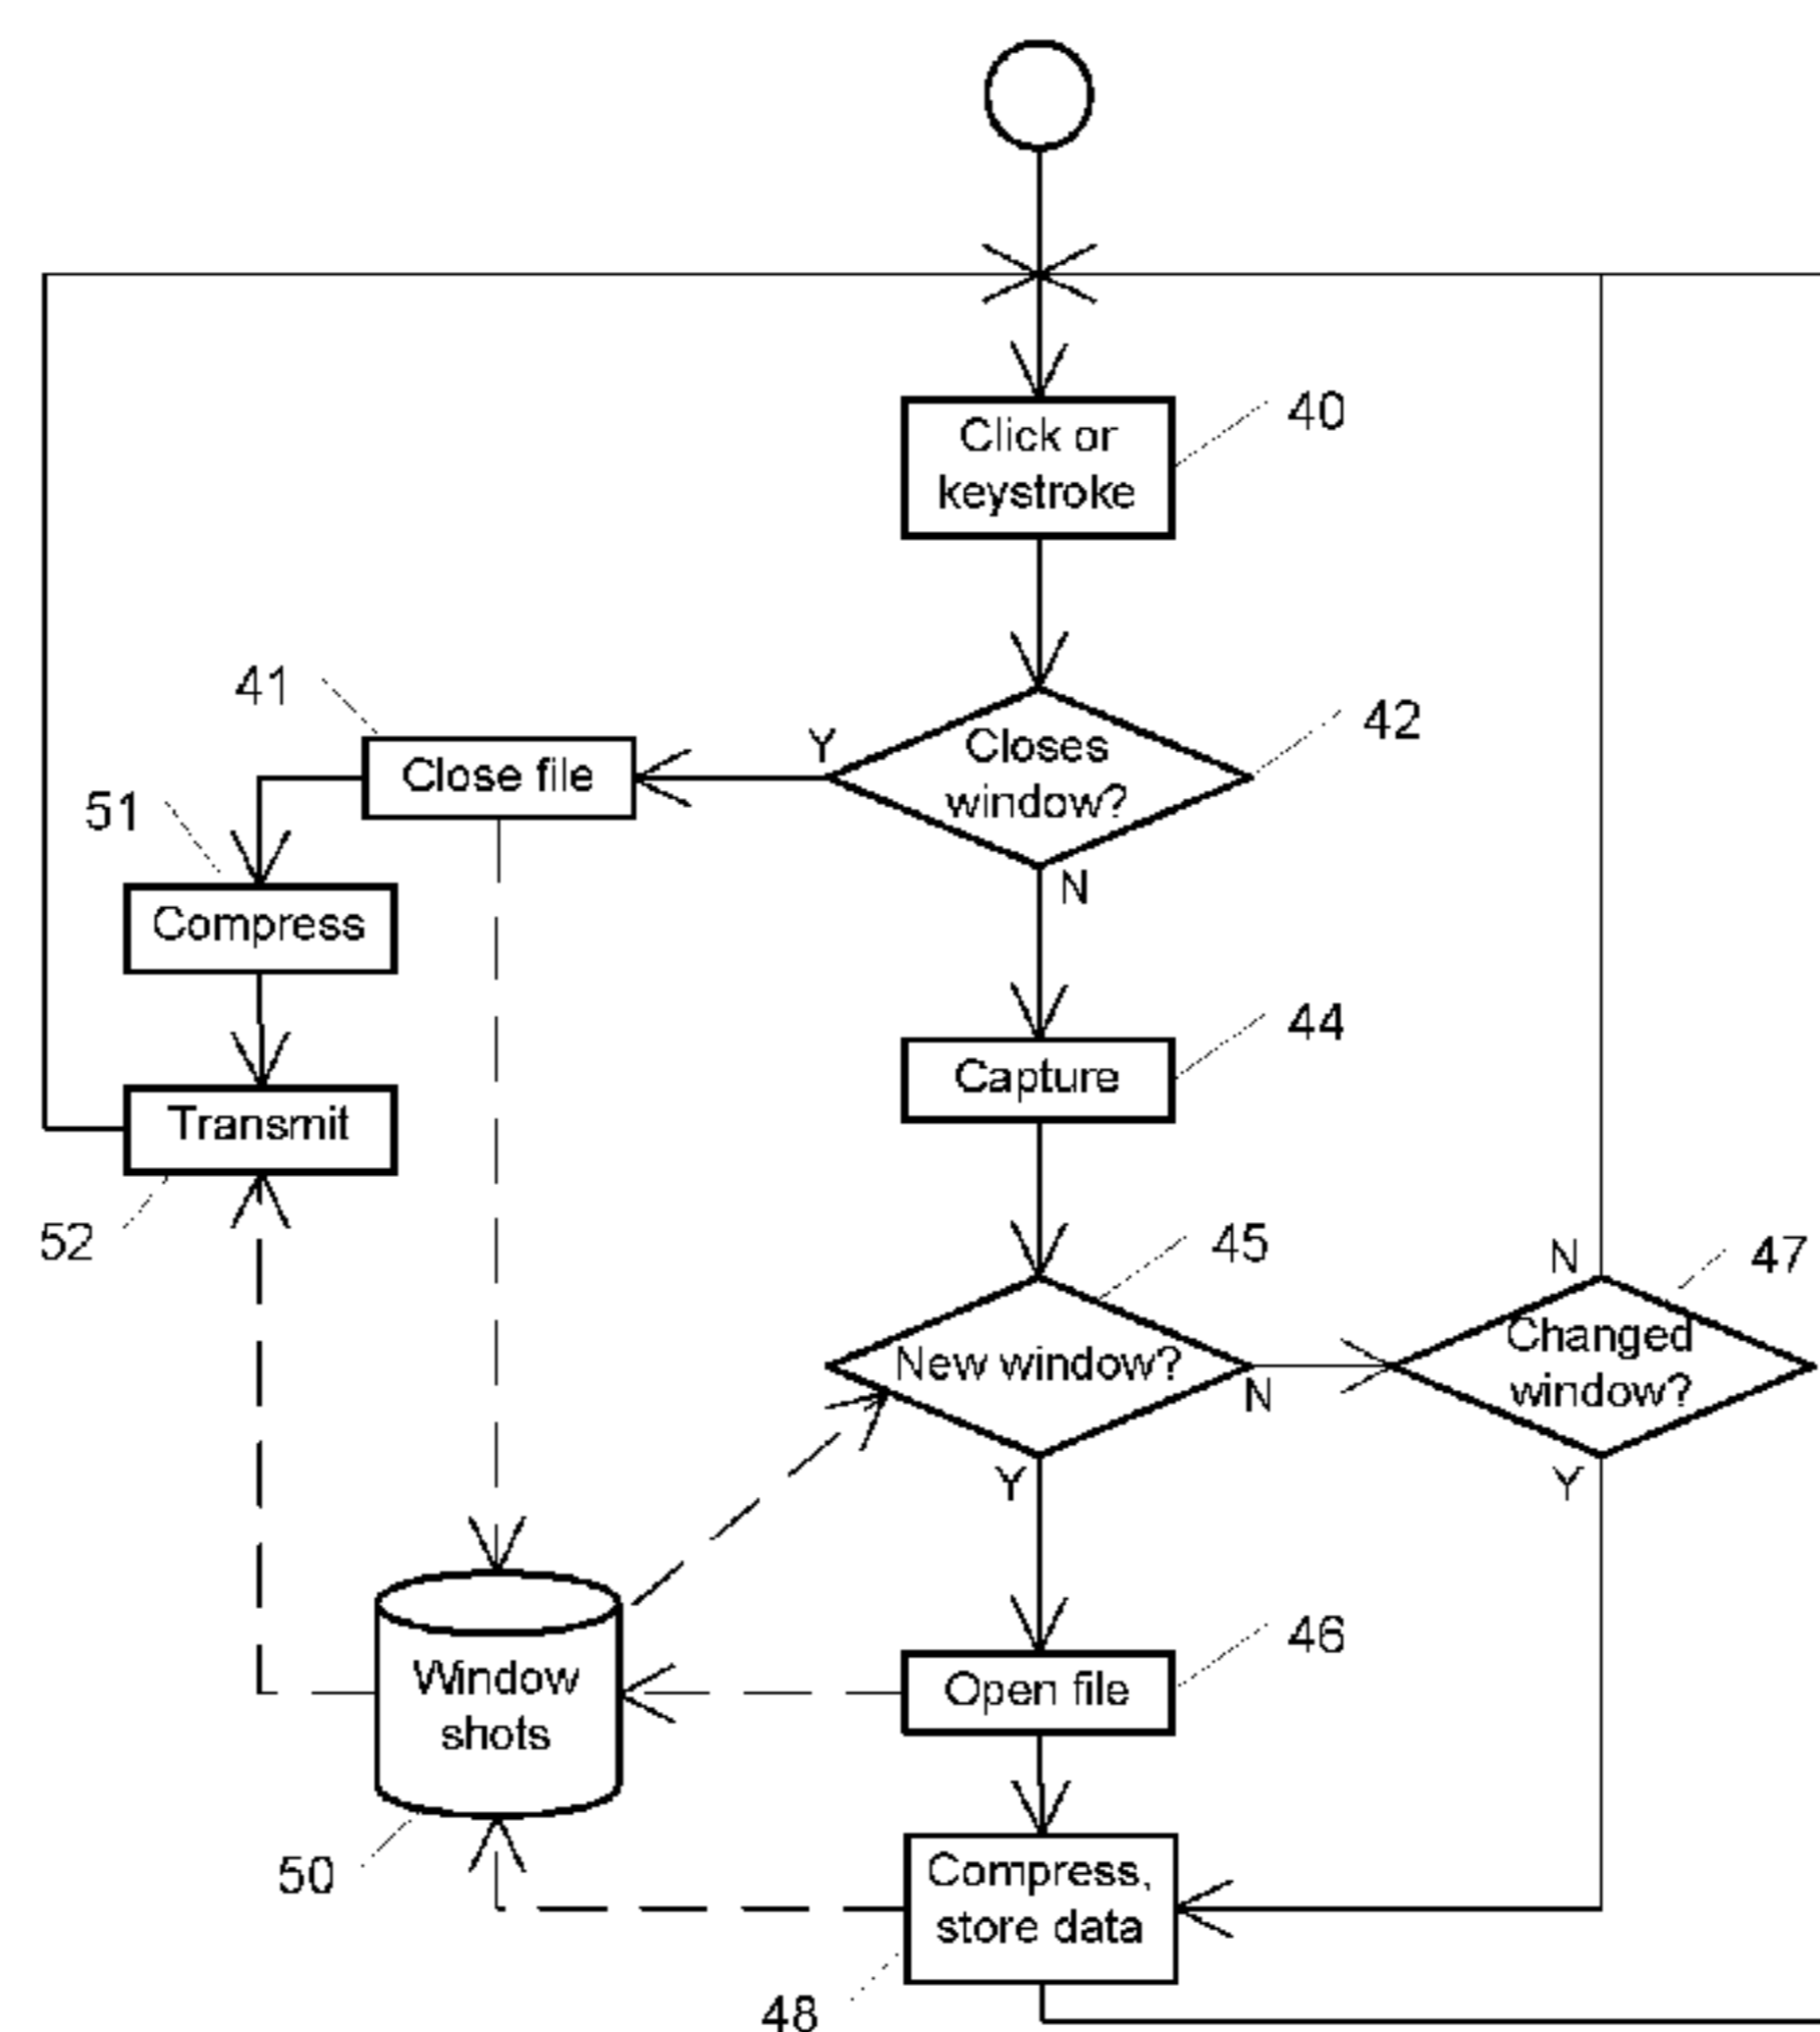 40
Click or
keystroke
41
Y
Closes
window?
42
Close file
51
N
Compress
44
Capture
Transmit
52
45
N
47
New window?
N
Changed
window?
Y
Y
46
Window
shots
Open file
50
Compress,
store data
48